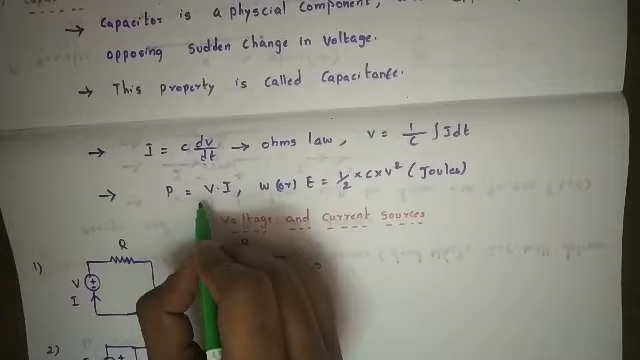 → Capacitor is a physcial component,
opposing sudden change in voltage.
→ This property is called Capacitance.
→ I = c dv/dt → ohms law, V = 1/C ∫ I dt
→ P = V·I, W (or) E = 1/2 × C × V² (Joules)
Voltage and current sources
1) R
V
I
2)